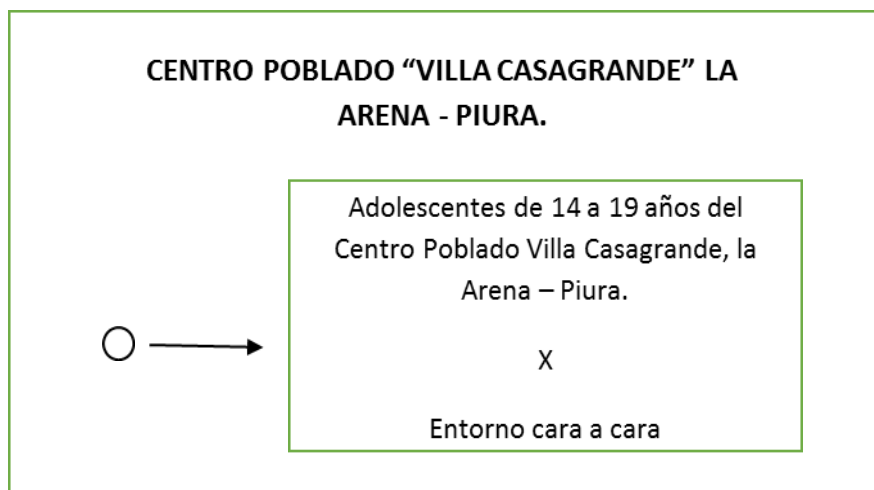 CENTRO POBLADO “VILLA CASAGRANDE” LA
ARENA - PIURA.
Adolescentes de 14 a 19 años del
Centro Poblado Villa Casagrande, la
Arena – Piura.
X
Entorno cara a cara